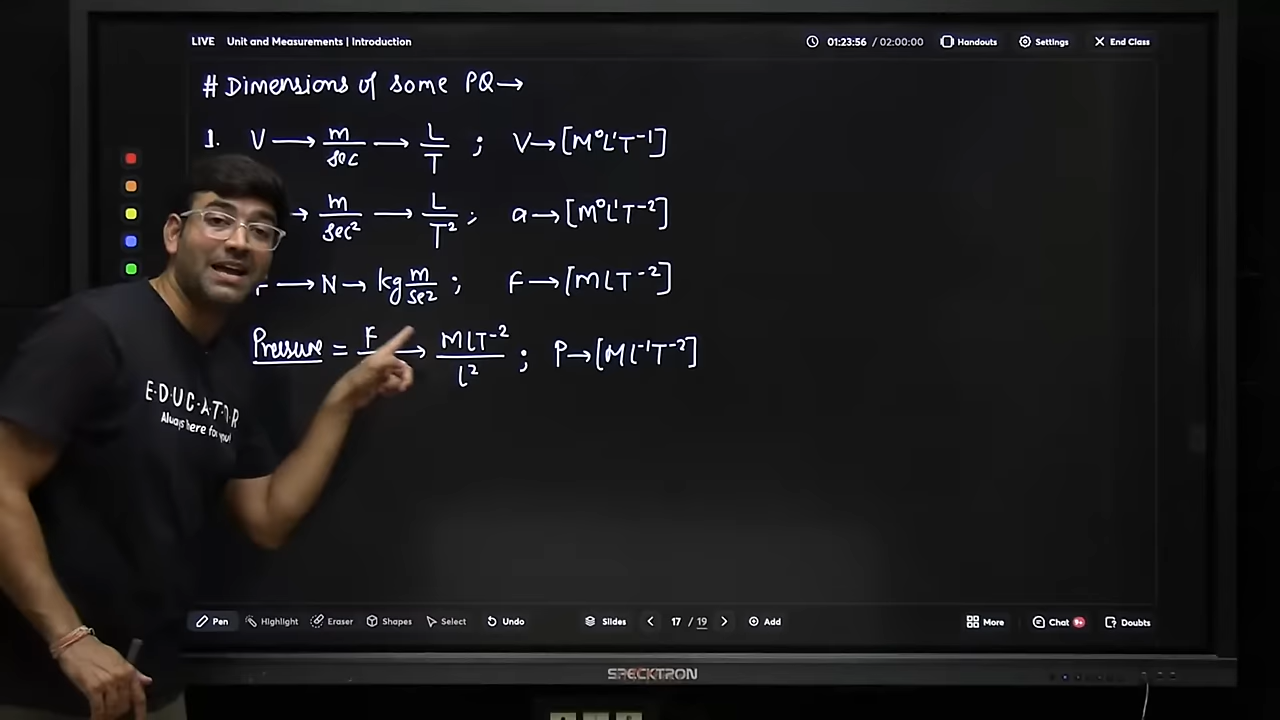 LIVE Unit and Measurements | Introduction 01:23:56 / 02:00:00 Handouts Settings End Class
# Dimensions of some PQ→
1. V → m/sec → L/T ; V→[M⁰L¹T⁻¹]
→ m/sec² → L/T² ; a→[M⁰L¹T⁻²]
→ N → kg m/se² ; F→[MLT⁻²]
Pressure = F → MLT⁻²/L² ; P→[ML⁻¹T⁻²]
E·D·U·C·A·T·O·R
Always here for you!
Pen Highlight Eraser Shapes Select Undo Slides 17 / 19 Add More Chat 9+ Doubts
SPECKTRON